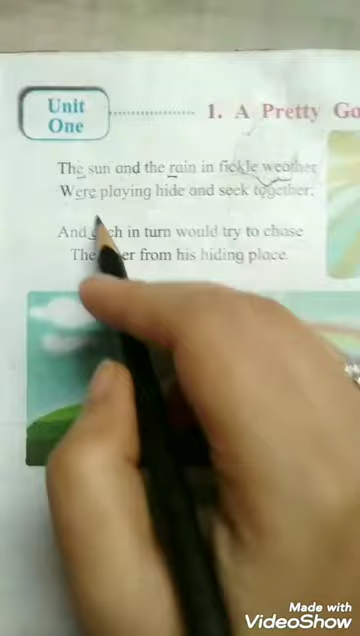 Unit
One
1. A Pretty Ga
The sun and the rain in fickle weather
Were playing hide and seek together;
And in turn would try to chase
The from his hiding place.
Made with
VideoShow